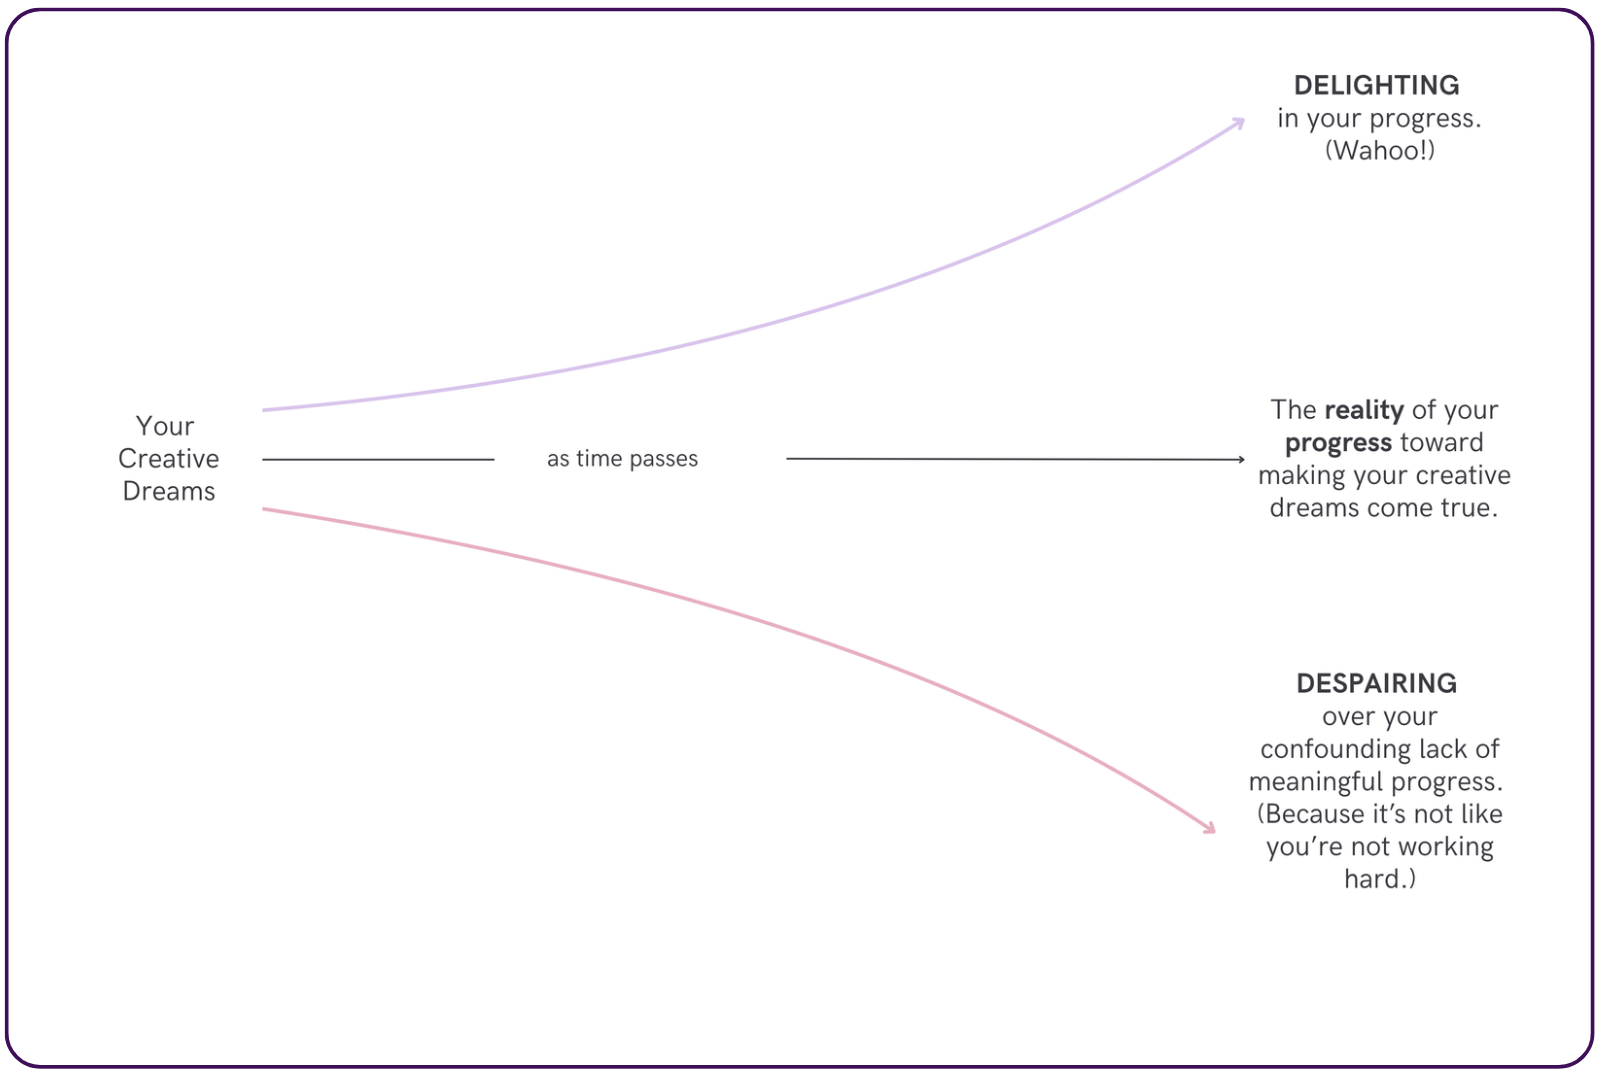 DELIGHTING
in your progress.
(Wahoo!)
Your
Creative
Dreams
as time passes
The reality of your
progress toward
making your creative
dreams come true.
DESPAIRING
over your
confounding lack of
meaningful progress.
(Because it’s not like
you’re not working
hard.)